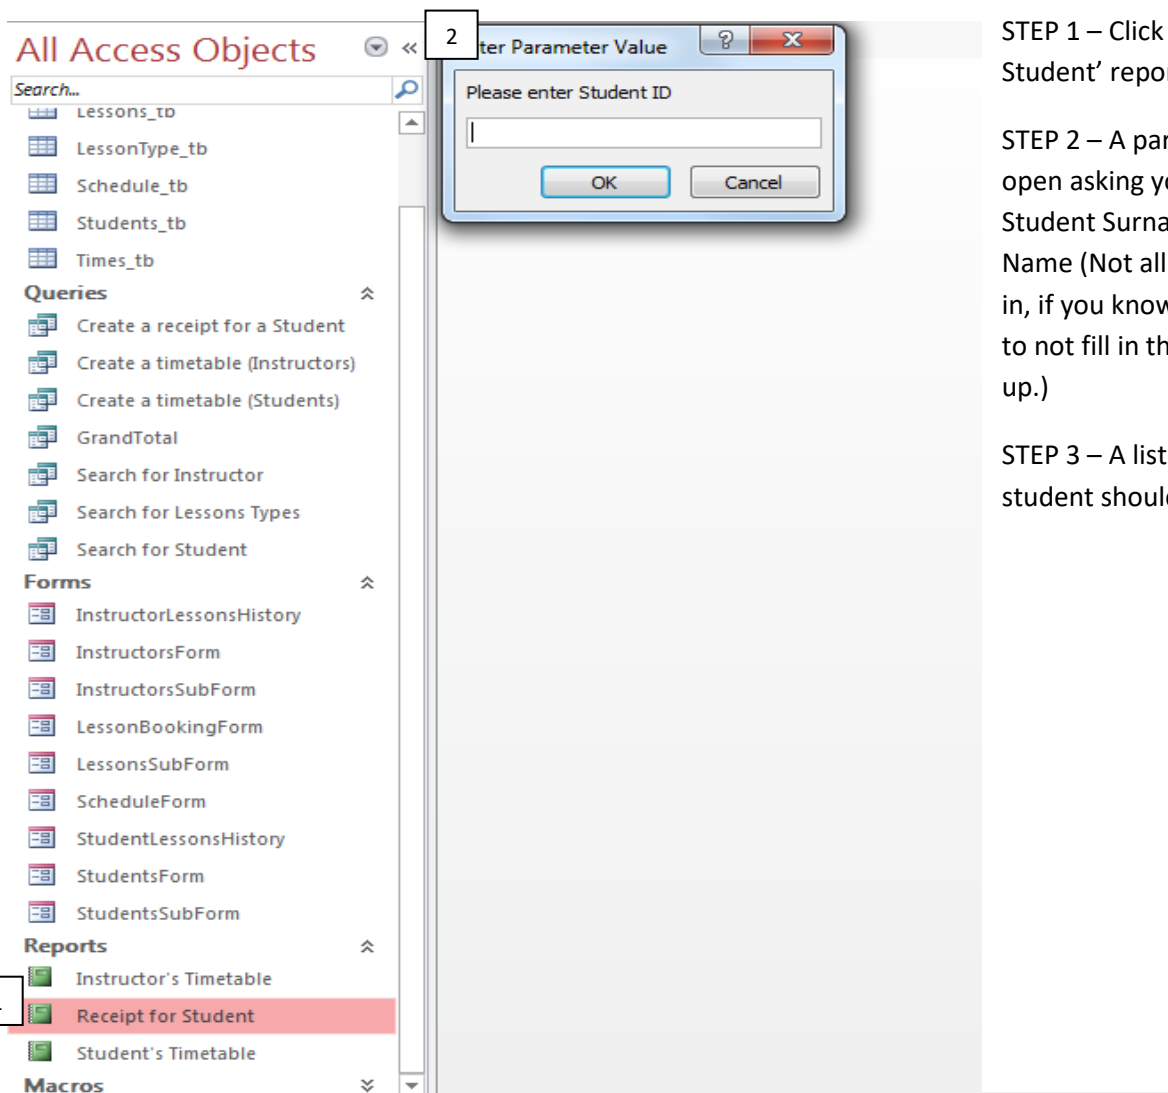 All Access Objects
Search...
Lessons_tb
LessonType_tb
Schedule_tb
Students_tb
Times_tb
Queries
Create a receipt for a Student
Create a timetable (Instructors)
Create a timetable (Students)
GrandTotal
Search for Instructor
Search for Lessons Types
Search for Student
Forms
InstructorLessonsHistory
InstructorsForm
InstructorsSubForm
LessonBookingForm
LessonsSubForm
ScheduleForm
StudentLessonsHistory
StudentsForm
StudentsSubForm
Reports
Instructor's Timetable
Receipt for Student
Student's Timetable
Macros
2
ter Parameter Value
Please enter Student ID
OK Cancel
STEP 1 – Click
Student’ repor
STEP 2 – A par
open asking yo
Student Surna
Name (Not all
in, if you know
to not fill in th
up.)
STEP 3 – A list
student should